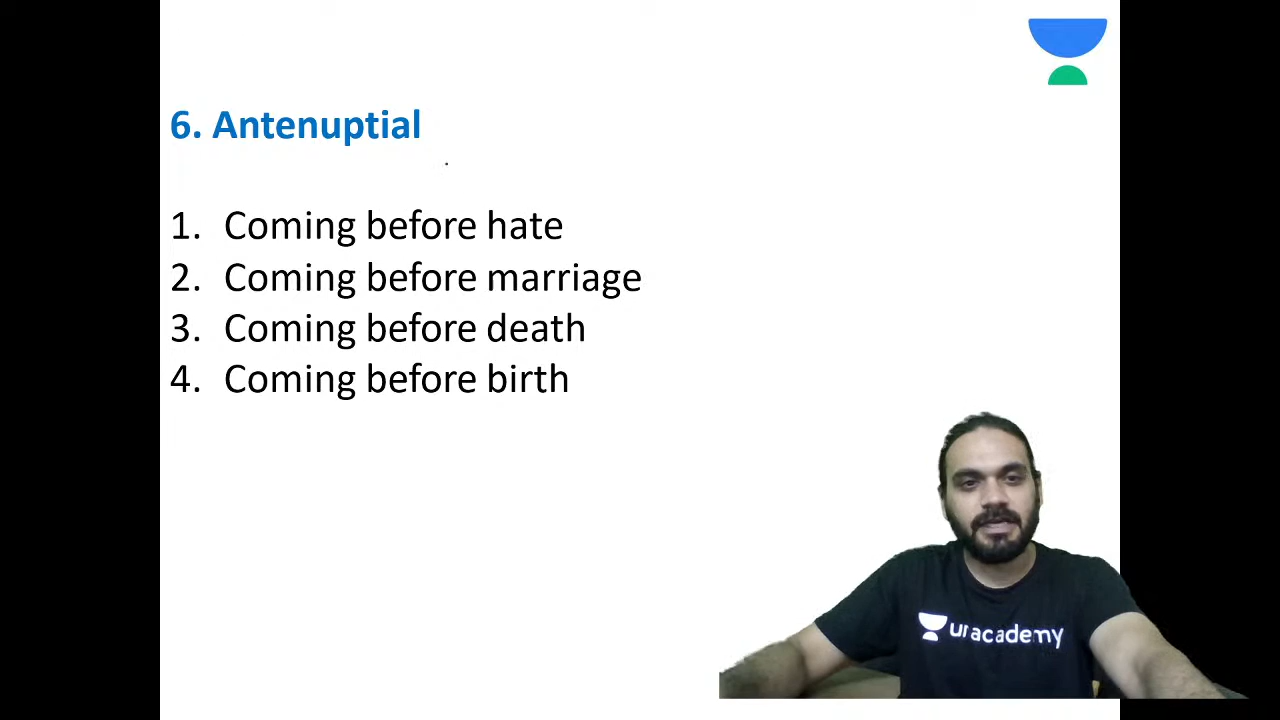 6. Antenuptial
1. Coming before hate
2. Coming before marriage
3. Coming before death
4. Coming before birth
unacademy